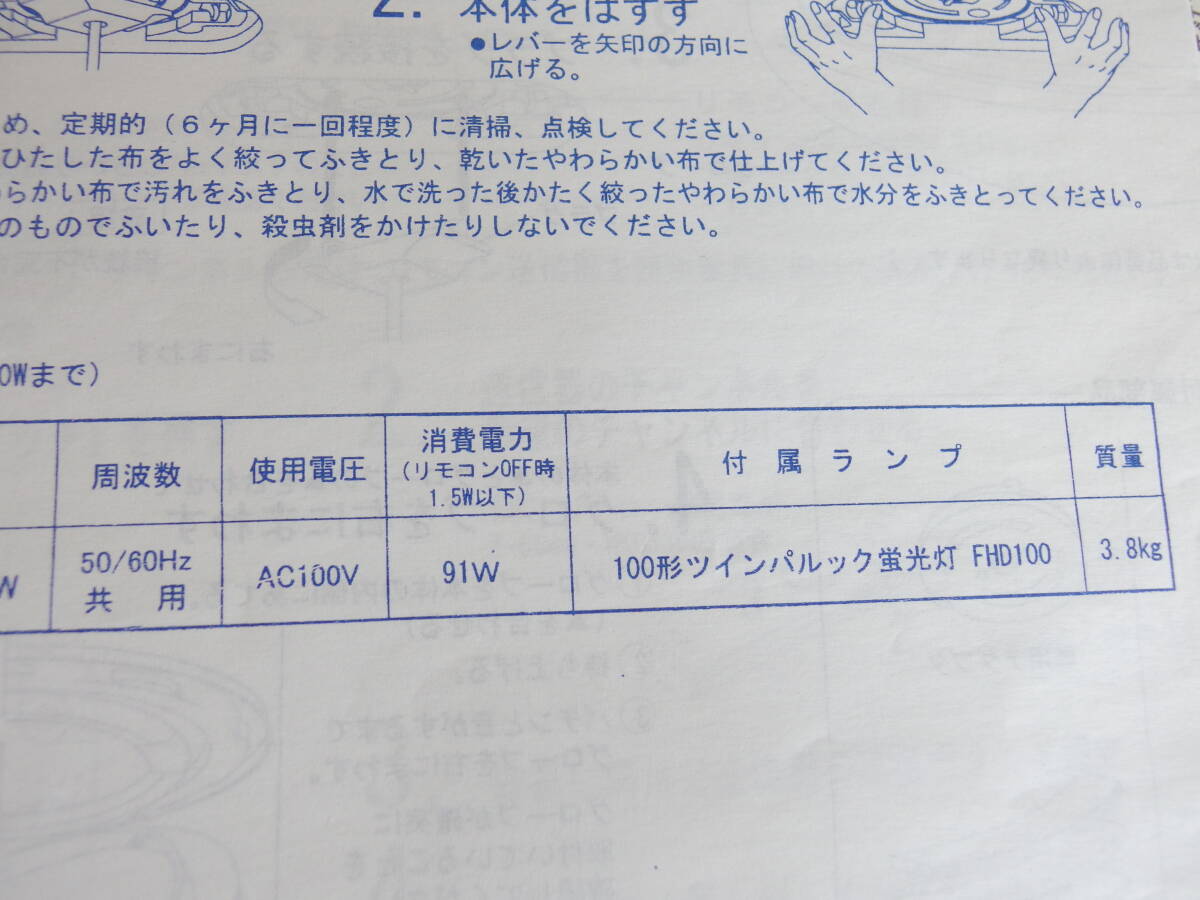 2. 本体をはずす
●レバーを矢印の方向に
広げる。
め、定期的（6ヶ月に一回程度）に清掃、点検してください。
ひたした布をよく絞ってふきとり、乾いたやわらかい布で仕上げてください。
らかい布で汚れをふきとり、水で洗った後かたく絞ったやわらかい布で水分をふきとってください。
のものでふいたり、殺虫剤をかけたりしないでください。
0Wまで）
周波数 使用電圧 消費電力 付属ランプ 質量
（リモコンOFF時
1.5W以下）
W 50/60Hz AC100V 91W 100形ツインパルック蛍光灯 FHD100 3.8kg
共用